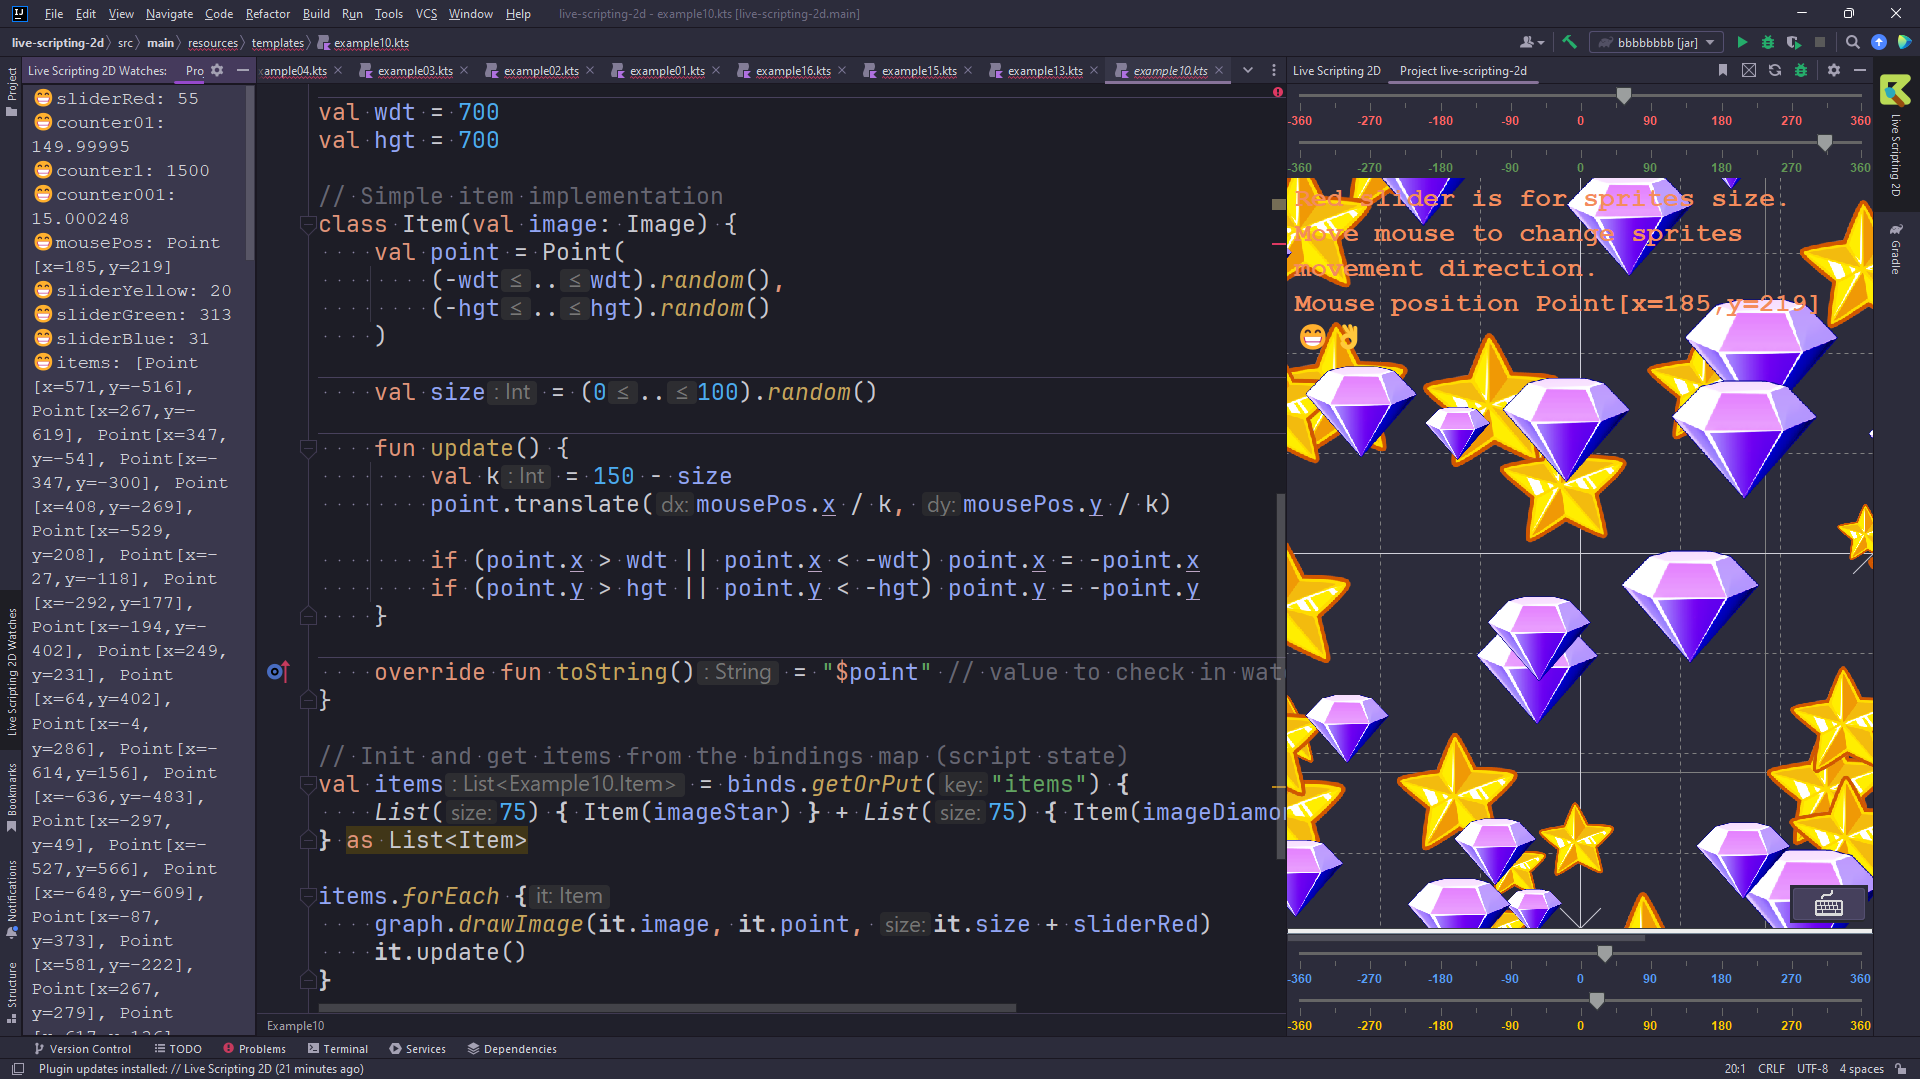 File Edit View Navigate Code Refactor Build Run Tools VCS Window Help live-scripting-2d - example10.kts [live-scripting-2d.main]
live-scripting-2d src main resources templates example10.kts bbbbbbbb [jar]
Live Scripting 2D Watches: Pro
ample04.kts example03.kts example02.kts example01.kts example16.kts example15.kts example13.kts example10.kts
Live Scripting 2D Project live-scripting-2d
Project
Live Scripting 2D Watches
Bookmarks
Notifications
Structure
sliderRed: 55
counter01:
149.99995
counter1: 1500
counter001:
15.000248
mousePos: Point
[x=185,y=219]
sliderYellow: 20
sliderGreen: 313
sliderBlue: 31
items: [Point
[x=571,y=-516],
Point[x=267,y=-
619], Point[x=347,
y=-54], Point[x=-
347,y=-300], Point
[x=408,y=-269],
Point[x=-529,
y=208], Point[x=-
27,y=-118], Point
[x=-292,y=177],
Point[x=-194,y=-
402], Point[x=249,
y=231], Point
[x=64,y=402],
Point[x=-4,
y=286], Point[x=-
614,y=156], Point
[x=-636,y=-483],
Point[x=-297,
y=49], Point[x=-
527,y=566], Point
[x=-648,y=-609],
Point[x=-87,
y=373], Point
[x=581,y=-222],
Point[x=267,
y=279], Point
val wdt = 700
val hgt = 700
// Simple item implementation
class Item(val image: Image) {
val point = Point(
(-wdt≤..≤wdt).random(),
(-hgt≤..≤hgt).random()
)
val size: Int = (0≤..≤100).random()
fun update() {
val k: Int = 150 - size
point.translate(dx: mousePos.x / k, dy: mousePos.y / k)
if (point.x > wdt || point.x < -wdt) point.x = -point.x
if (point.y > hgt || point.y < -hgt) point.y = -point.y
}
override fun toString(): String = "$point" // value to check in wat
}
// Init and get items from the bindings map (script state)
val items: List<Example10.Item> = binds.getOrPut(key: "items") {
List(size: 75) { Item(imageStar) } + List(size: 75) { Item(imageDiamon
} as List<Item>
items.forEach { it: Item
graph.drawImage(it.image, it.point, size: it.size + sliderRed)
it.update()
}
Example10
-360 -270 -180 -90 0 90 180 270 360
-360 -270 -180 -90 0 90 180 270 360
Red slider is for sprites size.
Move mouse to change sprites
movement direction.
Mouse position Point[x=185,y=219]
-360 -270 -180 -90 0 90 180 270 360
-360 -270 -180 -90 0 90 180 270 360
Live Scripting 2D
Gradle
Version Control TODO Problems Terminal Services Dependencies
Plugin updates installed: // Live Scripting 2D (21 minutes ago) 20:1 CRLF UTF-8 4 spaces